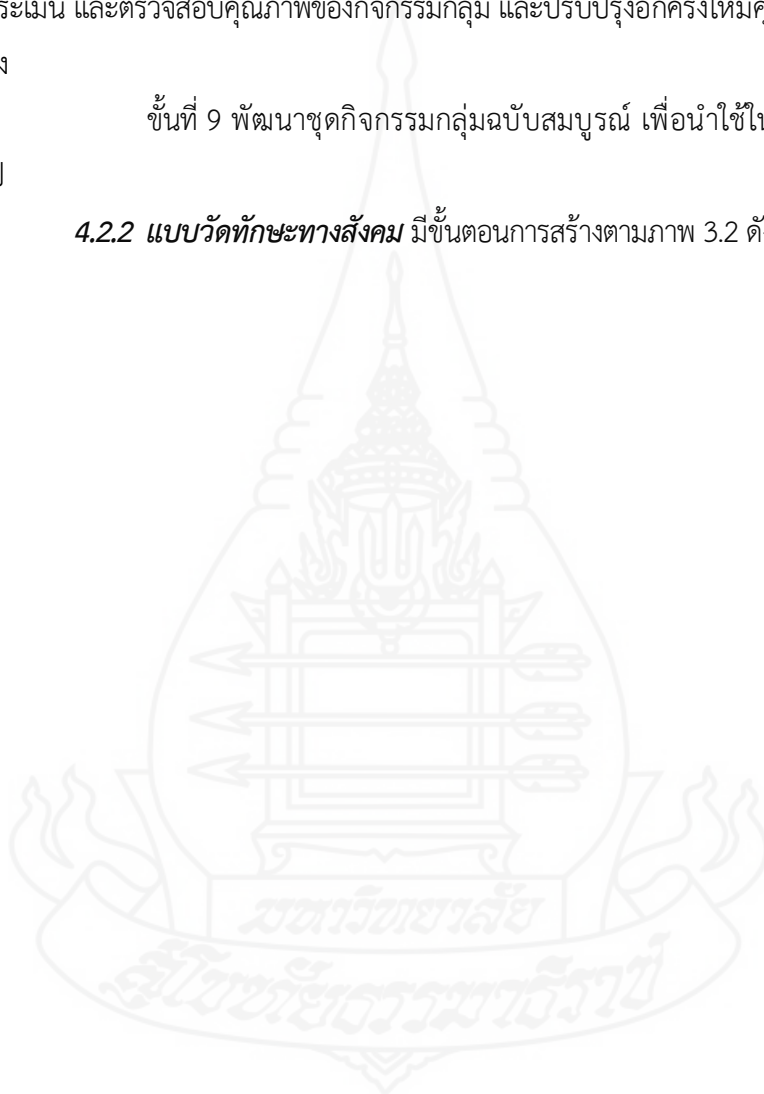 ระเมิน และตรวจสอบคุณภาพของกิจกรรมกลุ่ม และปรับปรุงอีกครั้งให้มีคุ
ง
ขั้นที่ 9 พัฒนาชุดกิจกรรมกลุ่มฉบับสมบูรณ์ เพื่อนำใช้ใน
ป
4.2.2 แบบวัดทักษะทางสังคม มีขั้นตอนการสร้างตามภาพ 3.2 ดั
มหาวิทยาลัย
สุโขทัยธรรมาธิราช